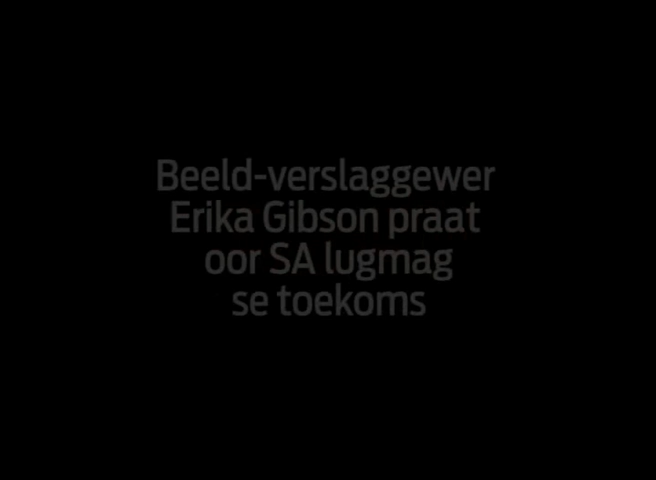 Beeld-verslaggewer
Erika Gibson praat
oor SA lugmag
se toekoms